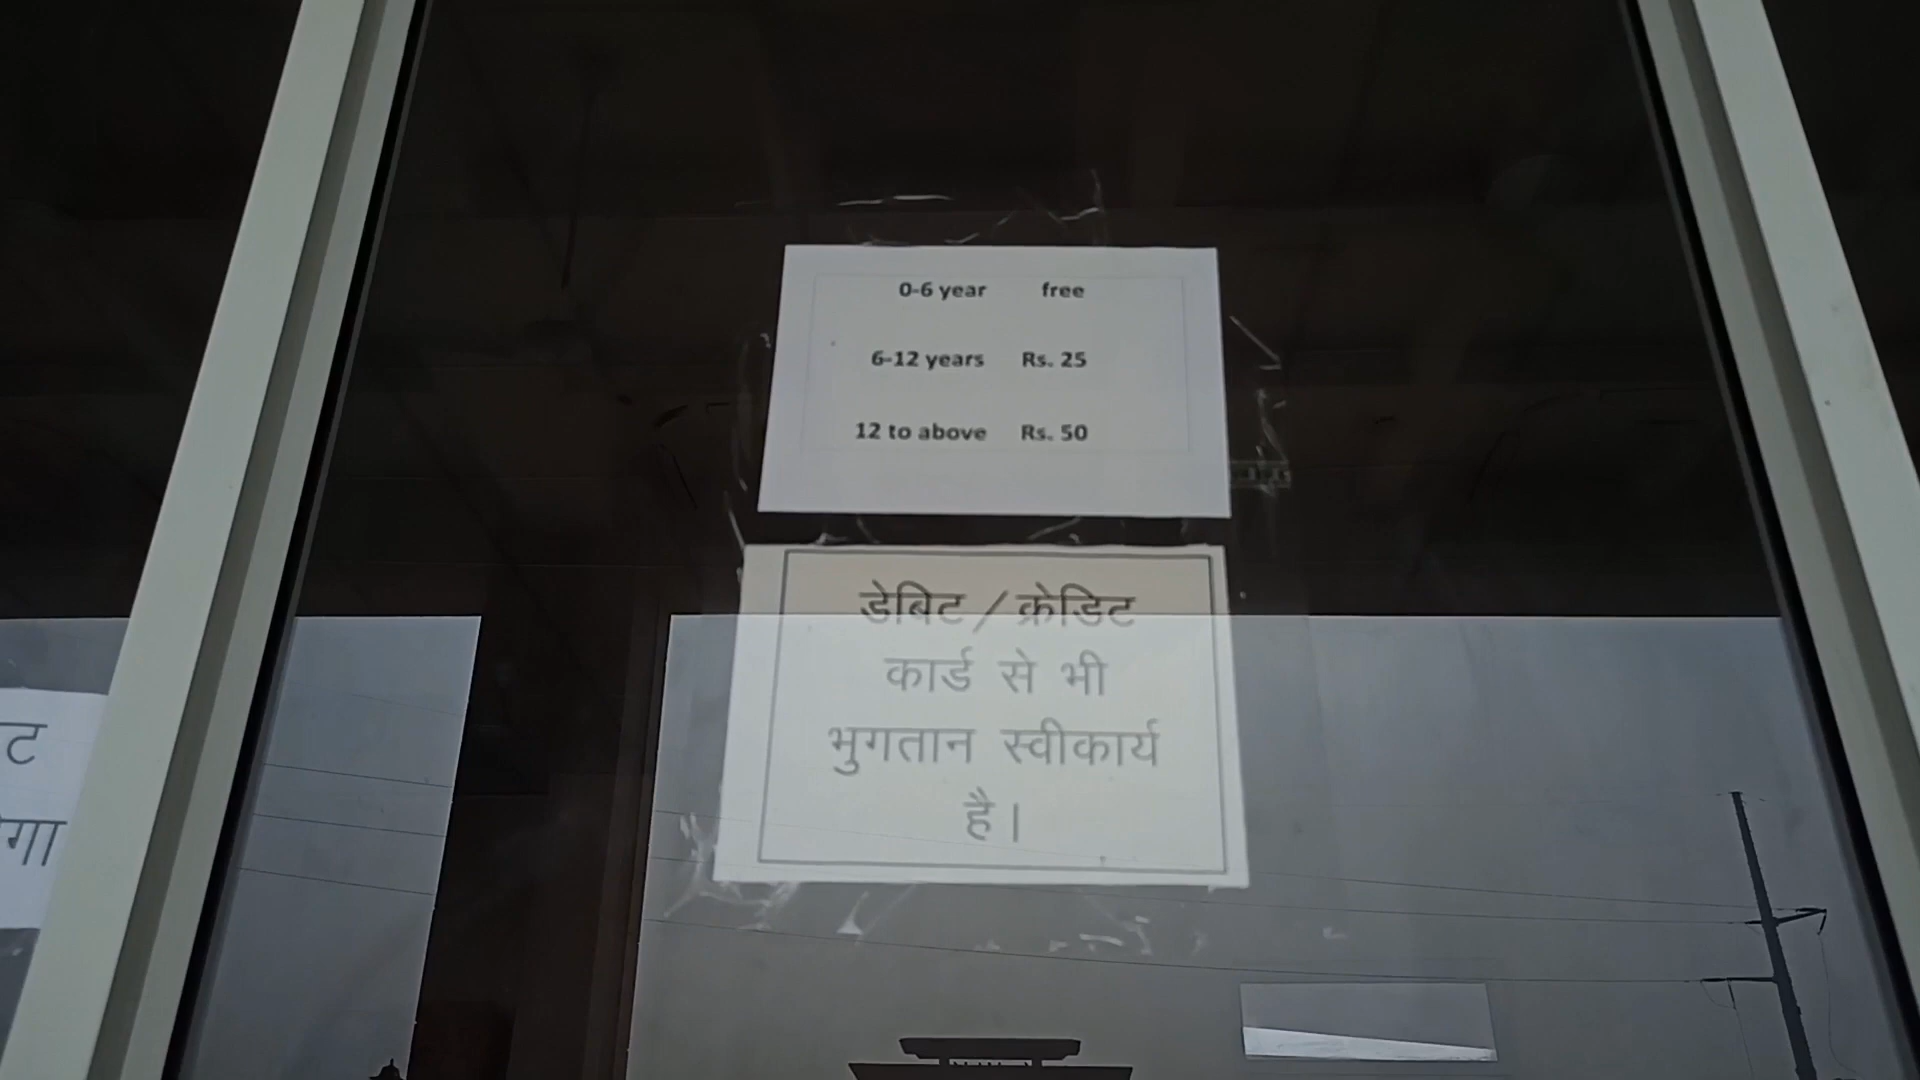 0-6 year free
6-12 years Rs. 25
12 to above Rs. 50
डेबिट / क्रेडिट
कार्ड से भी
भुगतान स्वीकार्य
है।